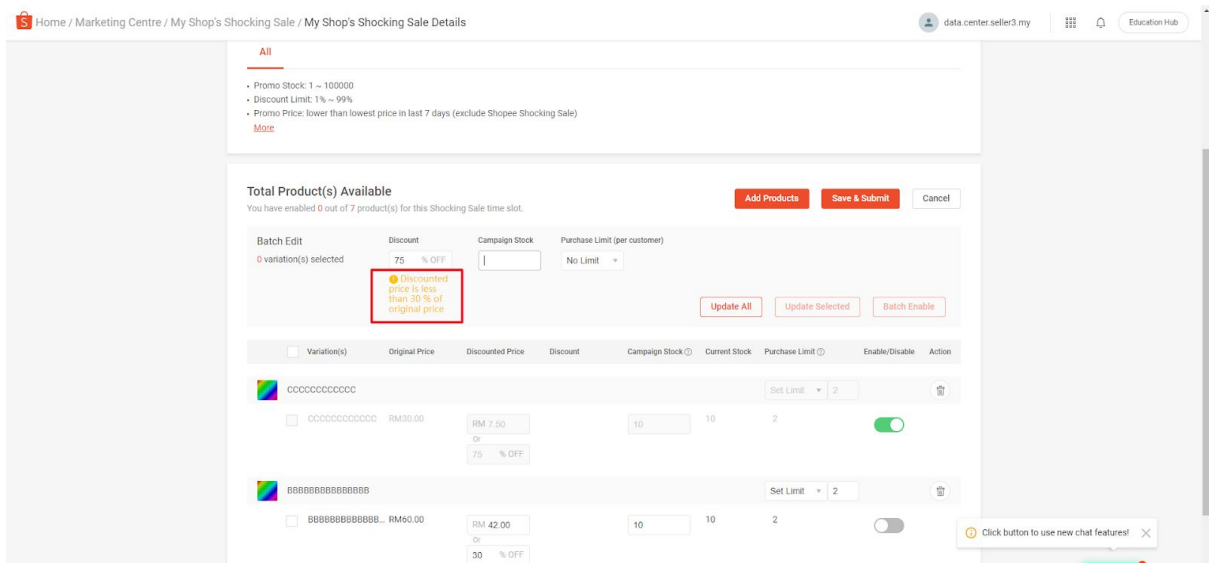 Home / Marketing Centre / My Shop's Shocking Sale / My Shop's Shocking Sale Details
data.center.seller3.my
Education Hub
All
• Promo Stock: 1 ~ 100000
• Discount Limit: 1% ~ 99%
• Promo Price: lower than lowest price in last 7 days (exclude Shopee Shocking Sale)
More
Total Product(s) Available
Add Products
Save & Submit
Cancel
You have enabled 0 out of 7 product(s) for this Shocking Sale time slot.
Batch Edit
Discount
Campaign Stock
Purchase Limit (per customer)
0 variation(s) selected
75 % OFF
No Limit
Discounted
price is less
than 30 % of
original price
Update All
Update Selected
Batch Enable
Variation(s)
Original Price
Discounted Price
Discount
Campaign Stock
Current Stock
Purchase Limit
Enable/Disable
Action
CCCCCCCCCCCC
Set Limit
2
CCCCCCCCCCCC
RM30.00
RM 7.50
10
10
2
Or
75 % OFF
BBBBBBBBBBBBBBB
Set Limit
2
BBBBBBBBBBBBB...
RM60.00
RM 42.00
10
10
2
Or
30 % OFF
Click button to use new chat features!